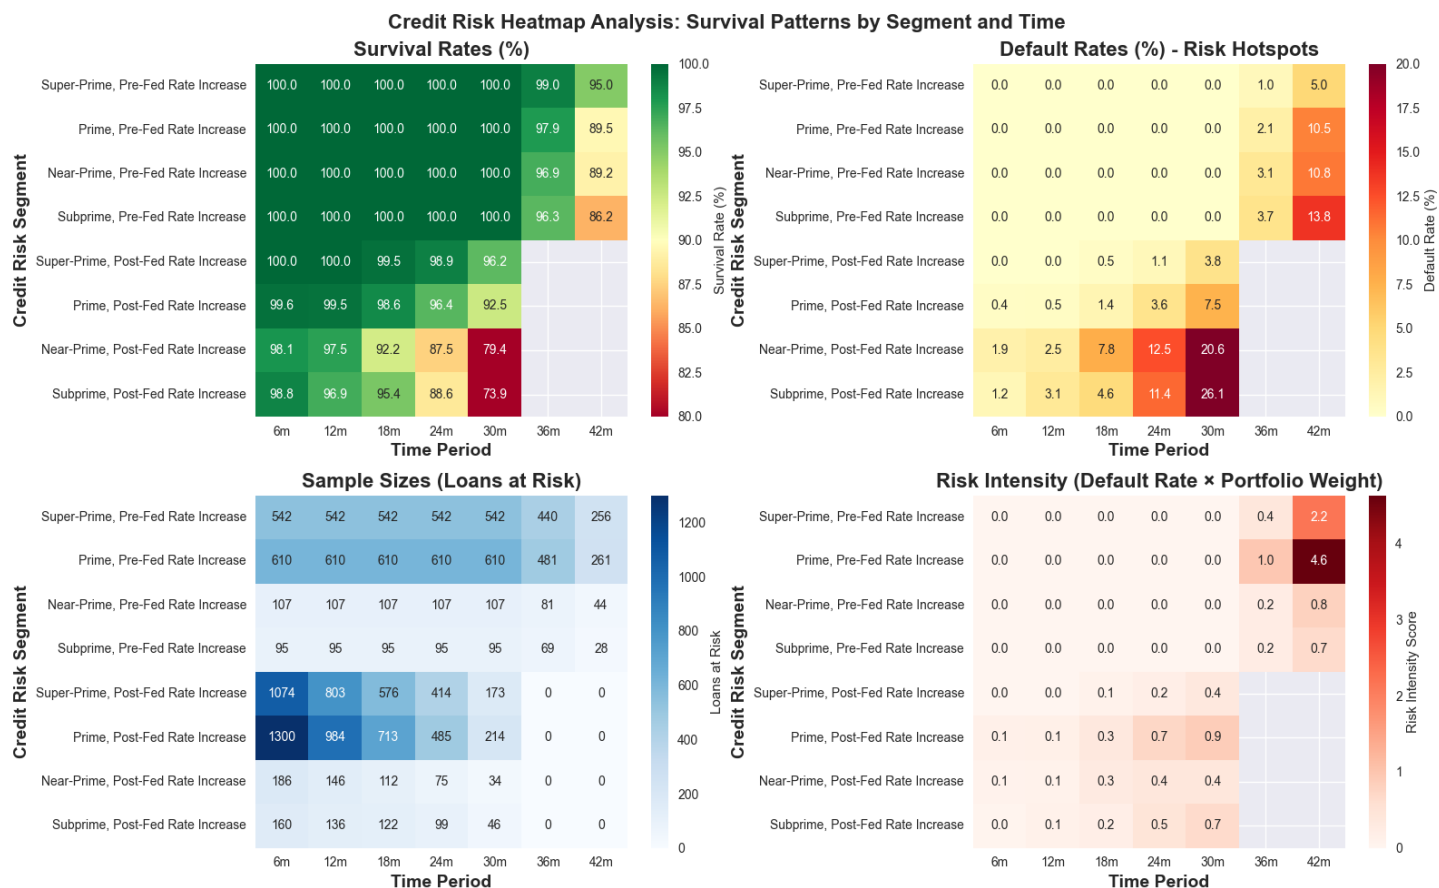 Credit Risk Heatmap Analysis: Survival Patterns by Segment and Time
Survival Rates (%)
Credit Risk Segment
Super-Prime, Pre-Fed Rate Increase 100.0 100.0 100.0 100.0 100.0 99.0 95.0
Prime, Pre-Fed Rate Increase 100.0 100.0 100.0 100.0 100.0 97.9 89.5
Near-Prime, Pre-Fed Rate Increase 100.0 100.0 100.0 100.0 100.0 96.9 89.2
Subprime, Pre-Fed Rate Increase 100.0 100.0 100.0 100.0 100.0 96.3 86.2
Super-Prime, Post-Fed Rate Increase 100.0 100.0 99.5 98.9 96.2
Prime, Post-Fed Rate Increase 99.6 99.5 98.6 96.4 92.5
Near-Prime, Post-Fed Rate Increase 98.1 97.5 92.2 87.5 79.4
Subprime, Post-Fed Rate Increase 98.8 96.9 95.4 88.6 73.9
6m 12m 18m 24m 30m 36m 42m
Time Period
100.0
97.5
95.0
92.5
90.0
87.5
85.0
82.5
80.0
Survival Rate (%)
Default Rates (%) - Risk Hotspots
Credit Risk Segment
Super-Prime, Pre-Fed Rate Increase 0.0 0.0 0.0 0.0 0.0 1.0 5.0
Prime, Pre-Fed Rate Increase 0.0 0.0 0.0 0.0 0.0 2.1 10.5
Near-Prime, Pre-Fed Rate Increase 0.0 0.0 0.0 0.0 0.0 3.1 10.8
Subprime, Pre-Fed Rate Increase 0.0 0.0 0.0 0.0 0.0 3.7 13.8
Super-Prime, Post-Fed Rate Increase 0.0 0.0 0.5 1.1 3.8
Prime, Post-Fed Rate Increase 0.4 0.5 1.4 3.6 7.5
Near-Prime, Post-Fed Rate Increase 1.9 2.5 7.8 12.5 20.6
Subprime, Post-Fed Rate Increase 1.2 3.1 4.6 11.4 26.1
6m 12m 18m 24m 30m 36m 42m
Time Period
20.0
17.5
15.0
12.5
10.0
7.5
5.0
2.5
0.0
Default Rate (%)
Sample Sizes (Loans at Risk)
Credit Risk Segment
Super-Prime, Pre-Fed Rate Increase 542 542 542 542 542 440 256
Prime, Pre-Fed Rate Increase 610 610 610 610 610 481 261
Near-Prime, Pre-Fed Rate Increase 107 107 107 107 107 81 44
Subprime, Pre-Fed Rate Increase 95 95 95 95 95 69 28
Super-Prime, Post-Fed Rate Increase 1074 803 576 414 173 0 0
Prime, Post-Fed Rate Increase 1300 984 713 485 214 0 0
Near-Prime, Post-Fed Rate Increase 186 146 112 75 34 0 0
Subprime, Post-Fed Rate Increase 160 136 122 99 46 0 0
6m 12m 18m 24m 30m 36m 42m
Time Period
1200
1000
800
600
400
200
0
Loans at Risk
Risk Intensity (Default Rate × Portfolio Weight)
Credit Risk Segment
Super-Prime, Pre-Fed Rate Increase 0.0 0.0 0.0 0.0 0.0 0.4 2.2
Prime, Pre-Fed Rate Increase 0.0 0.0 0.0 0.0 0.0 1.0 4.6
Near-Prime, Pre-Fed Rate Increase 0.0 0.0 0.0 0.0 0.0 0.2 0.8
Subprime, Pre-Fed Rate Increase 0.0 0.0 0.0 0.0 0.0 0.2 0.7
Super-Prime, Post-Fed Rate Increase 0.0 0.0 0.1 0.2 0.4
Prime, Post-Fed Rate Increase 0.1 0.1 0.3 0.7 0.9
Near-Prime, Post-Fed Rate Increase 0.1 0.1 0.3 0.4 0.4
Subprime, Post-Fed Rate Increase 0.0 0.1 0.2 0.5 0.7
6m 12m 18m 24m 30m 36m 42m
Time Period
4
3
2
1
0
Risk Intensity Score